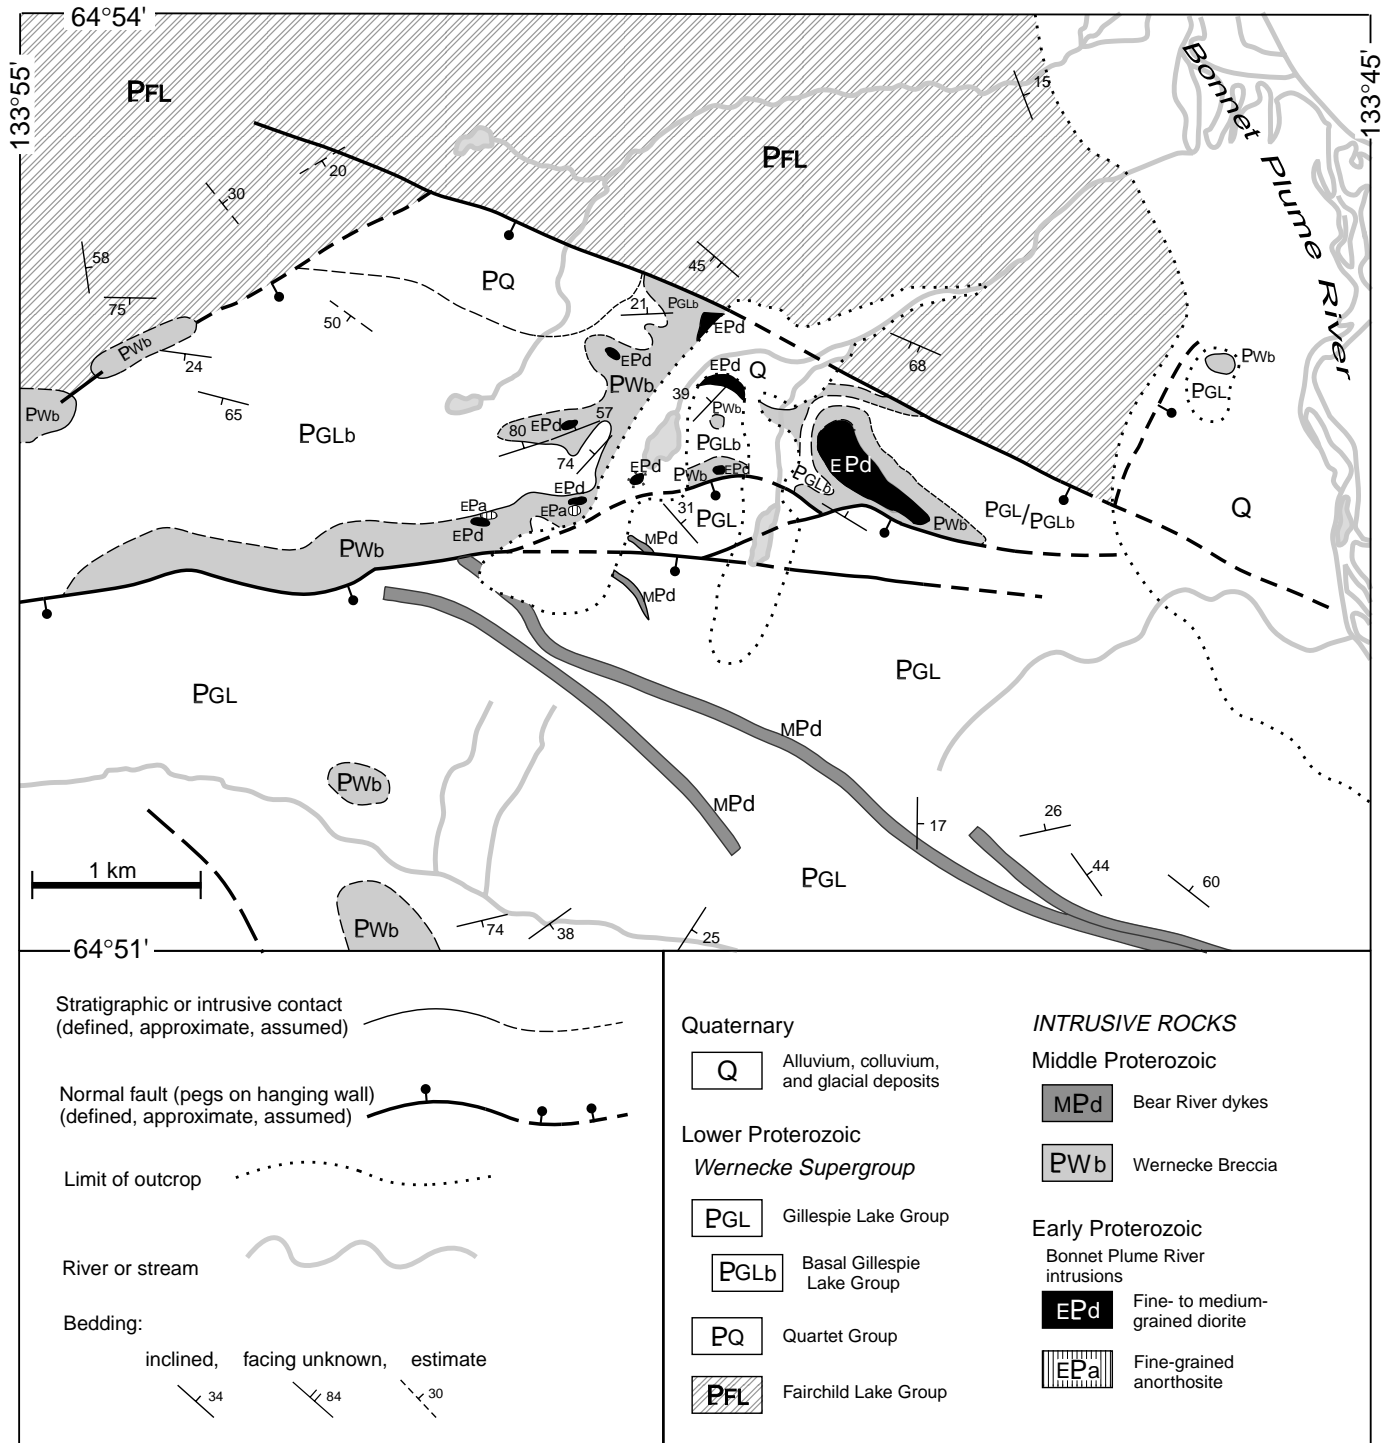 64°54'
133°55'
133°45'
Bonnet Plume River
PFL
PFL
15
20
30
58
75
45
PQ
50
21
PGLb
EPd
EPd
PWb
24
65
PWb
PGLb
PWb
EPd
Q
39
PWb
68
PWb
PGL
80
EPd
57
74
PGLb
EPd
PWb
EPd
EPd
PGLb
EPa
EPd
EPd
EPa
31
PGL
PWb
PGL/PGLb
Q
PWb
MPd
MPd
PGL
PGL
MPd
MPd
PWb
17
26
44
60
1 km
PGL
PWb
74
38
25
64°51'
Stratigraphic or intrusive contact
(defined, approximate, assumed)
Normal fault (pegs on hanging wall)
(defined, approximate, assumed)
Limit of outcrop
River or stream
Bedding:
inclined, facing unknown, estimate
34
84
30
Quaternary
Q
Alluvium, colluvium,
and glacial deposits
Lower Proterozoic
Wernecke Supergroup
PGL
Gillespie Lake Group
PGLb
Basal Gillespie
Lake Group
PQ
Quartet Group
PFL
Fairchild Lake Group
INTRUSIVE ROCKS
Middle Proterozoic
MPd
Bear River dykes
PWb
Wernecke Breccia
Early Proterozoic
Bonnet Plume River
intrusions
EPd
Fine- to medium-
grained diorite
EPa
Fine-grained
anorthosite